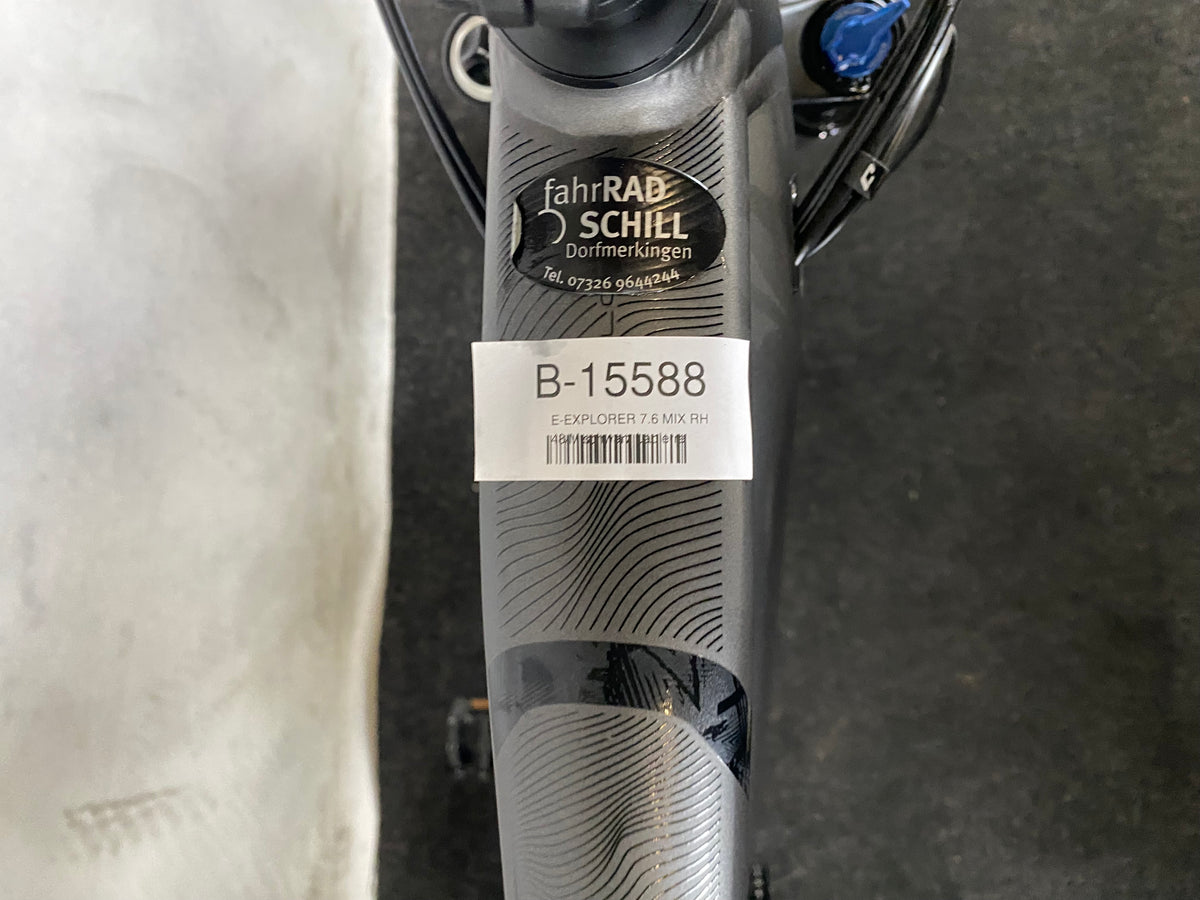 fahrRAD
SCHILL
Dorfmerkingen
Tel. 07326 9644244
B-15588
E-EXPLORER 7.6 MIX RH